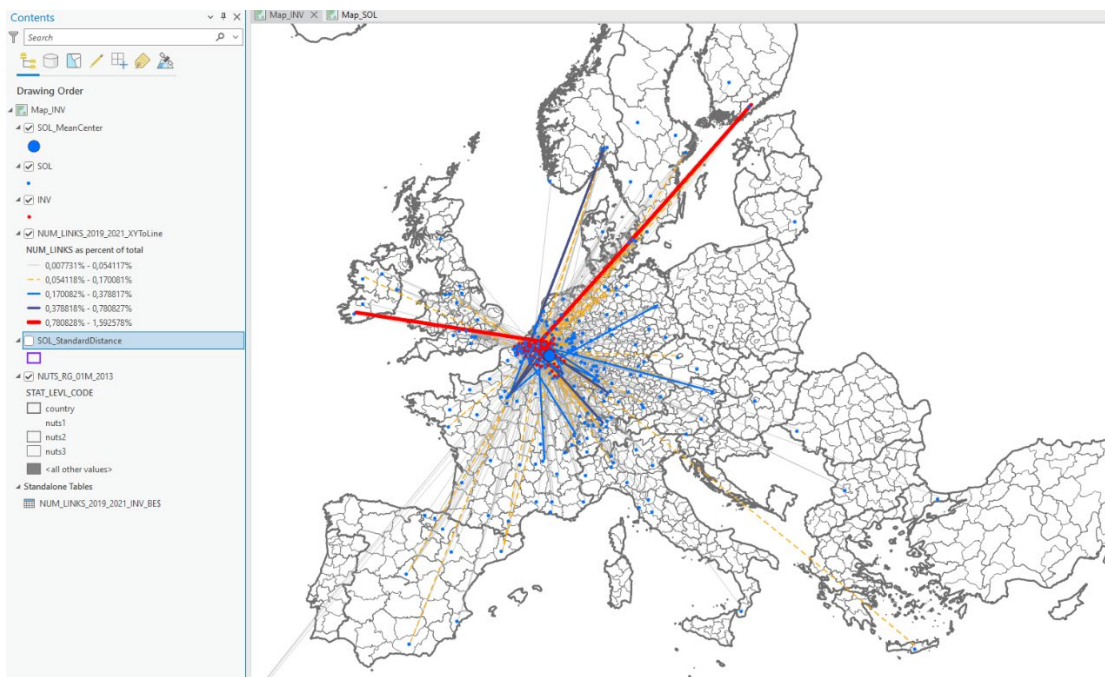 Contents
Map_INV
Map_SOL
Search
Drawing Order
Map_INV
SOL_MeanCenter
SOL
INV
NUM_LINKS_2019_2021_XYToLine
NUM_LINKS as percent of total
0,007731% - 0,054117%
0,054118% - 0,170081%
0,170082% - 0,378817%
0,378818% - 0,780827%
0,780828% - 1,592578%
SOL_StandardDistance
NUTS_RG_01M_2013
STAT_LEVL_CODE
country
nuts1
nuts2
nuts3
<all other values>
Standalone Tables
NUM_LINKS_2019_2021_INV_BE$